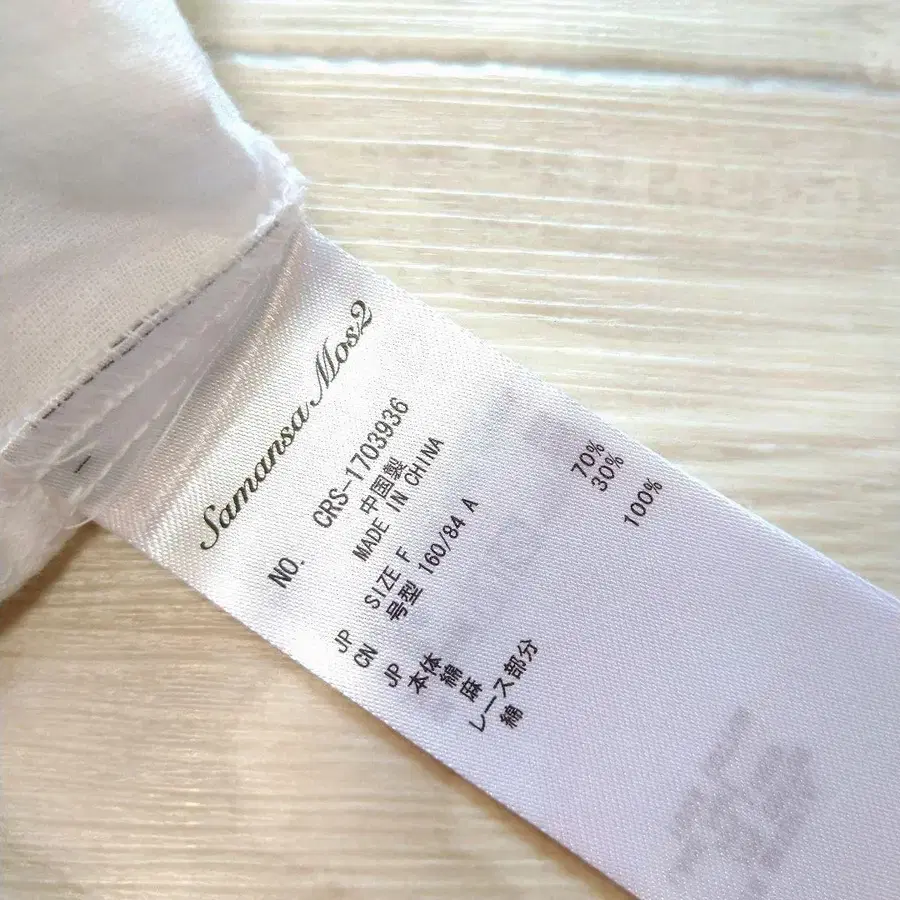 Samansa Mos2
NO. CRS-1703936
中国製
MADE IN CHINA
JP SIZE F
CN 号型 160/84 A
JP 本体
綿 70%
麻 30%
レース部分
綿 100%